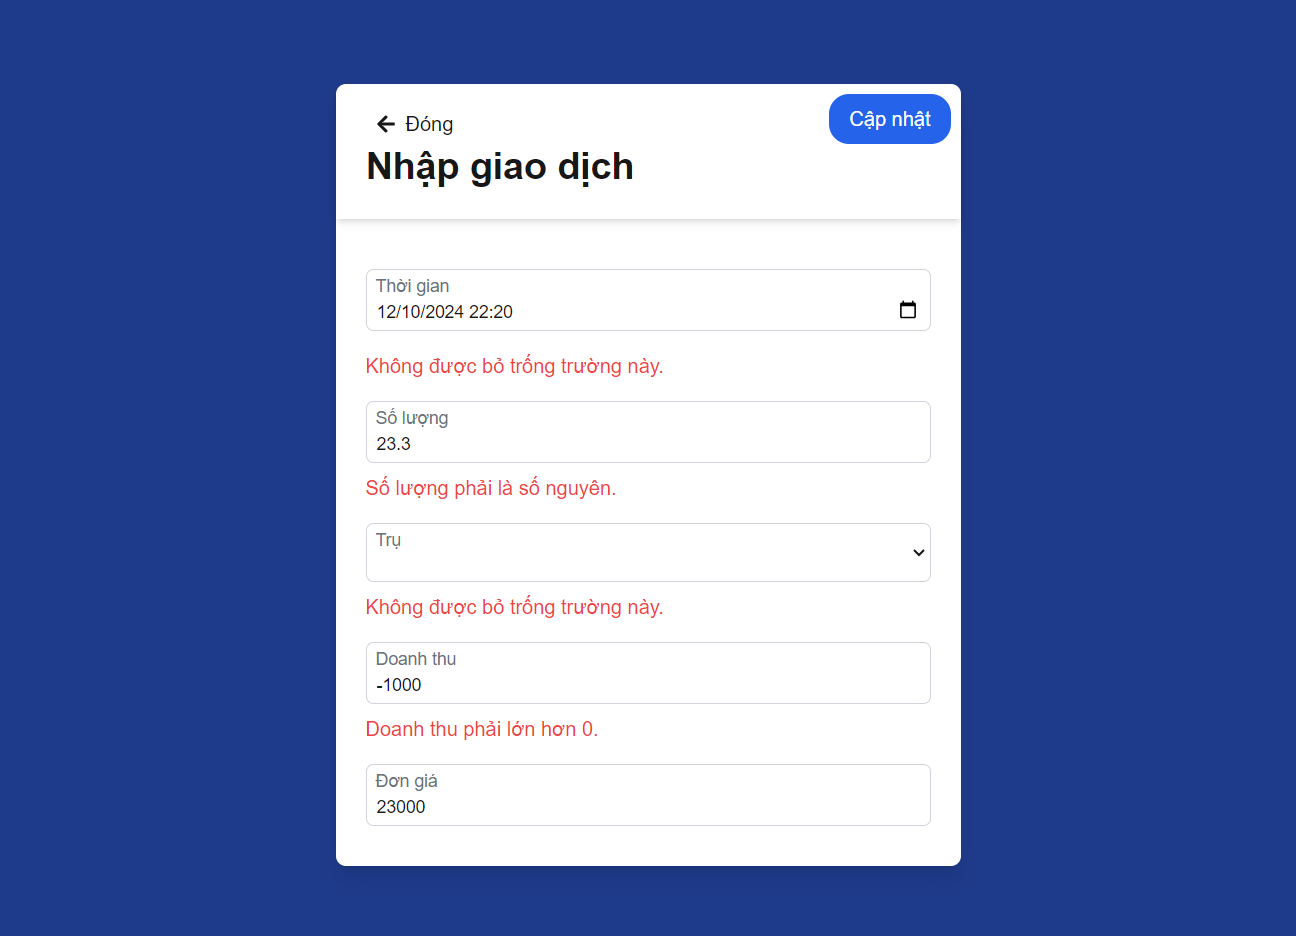 Đóng
Cập nhật
Nhập giao dịch
Thời gian
12/10/2024 22:20
Không được bỏ trống trường này.
Số lượng
23.3
Số lượng phải là số nguyên.
Trụ
Không được bỏ trống trường này.
Doanh thu
-1000
Doanh thu phải lớn hơn 0.
Đơn giá
23000